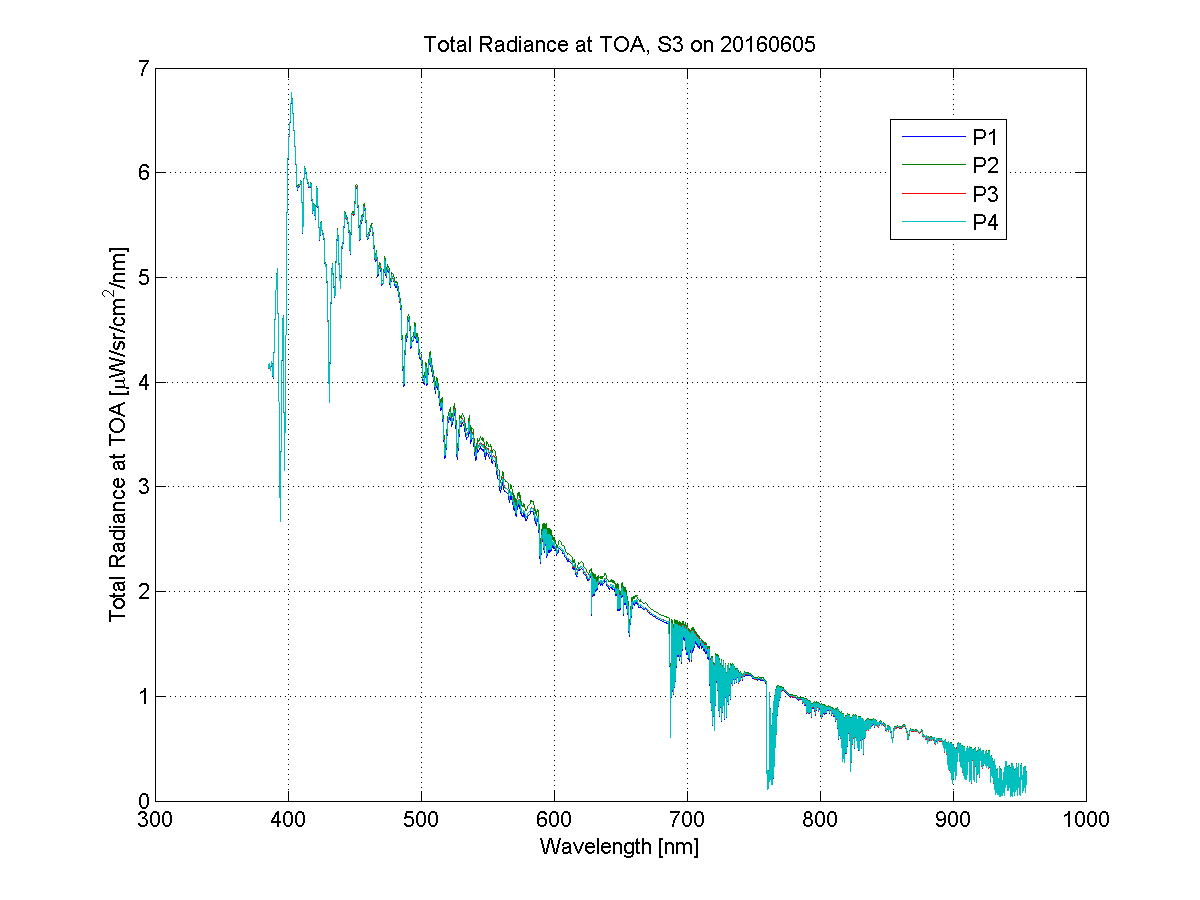 Total Radiance at TOA, S3 on 20160605
Total Radiance at TOA [μW/sr/cm²/nm]
7
6
5
4
3
2
1
0
P1
P2
P3
P4
300 400 500 600 700 800 900 1000
Wavelength [nm]